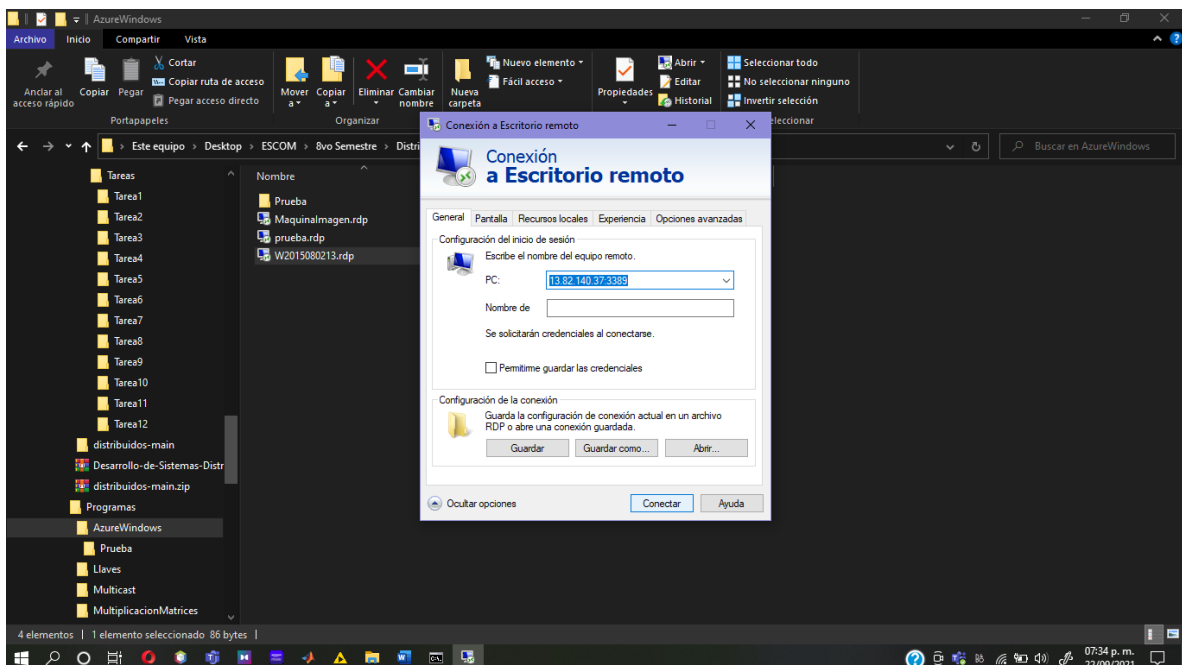 AzureWindows
Archivo Inicio Compartir Vista
Anclar al acceso rápido
Copiar
Pegar
Cortar
Copiar ruta de acceso
Pegar acceso directo
Portapapeles
Mover a
Copiar a
Eliminar
Cambiar nombre
Organizar
Nueva carpeta
Nuevo elemento
Fácil acceso
Propiedades
Abrir
Editar
Historial
Seleccionar todo
No seleccionar ninguno
Invertir selección
eleccionar
Este equipo > Desktop > ESCOM > 8vo Semestre > Distri
Buscar en AzureWindows
Tareas
Tarea1
Tarea2
Tarea3
Tarea4
Tarea5
Tarea6
Tarea7
Tarea8
Tarea9
Tarea10
Tarea11
Tarea12
distribuidos-main
Desarrollo-de-Sistemas-Distr
distribuidos-main.zip
Programas
AzureWindows
Prueba
Llaves
Multicast
MultiplicacionMatrices
Nombre
Prueba
MaquinaImagen.rdp
prueba.rdp
W2015080213.rdp
Conexión a Escritorio remoto
Conexión
a Escritorio remoto
General Pantalla Recursos locales Experiencia Opciones avanzadas
Configuración del inicio de sesión
Escribe el nombre del equipo remoto.
PC: 13.82.140.37:3389
Nombre de
Se solicitarán credenciales al conectarse.
Permitirme guardar las credenciales
Configuración de la conexión
Guarda la configuración de conexión actual en un archivo
RDP o abre una conexión guardada.
Guardar Guardar como... Abrir...
Ocultar opciones Conectar Ayuda
4 elementos | 1 elemento seleccionado 86 bytes |
07:34 p. m.